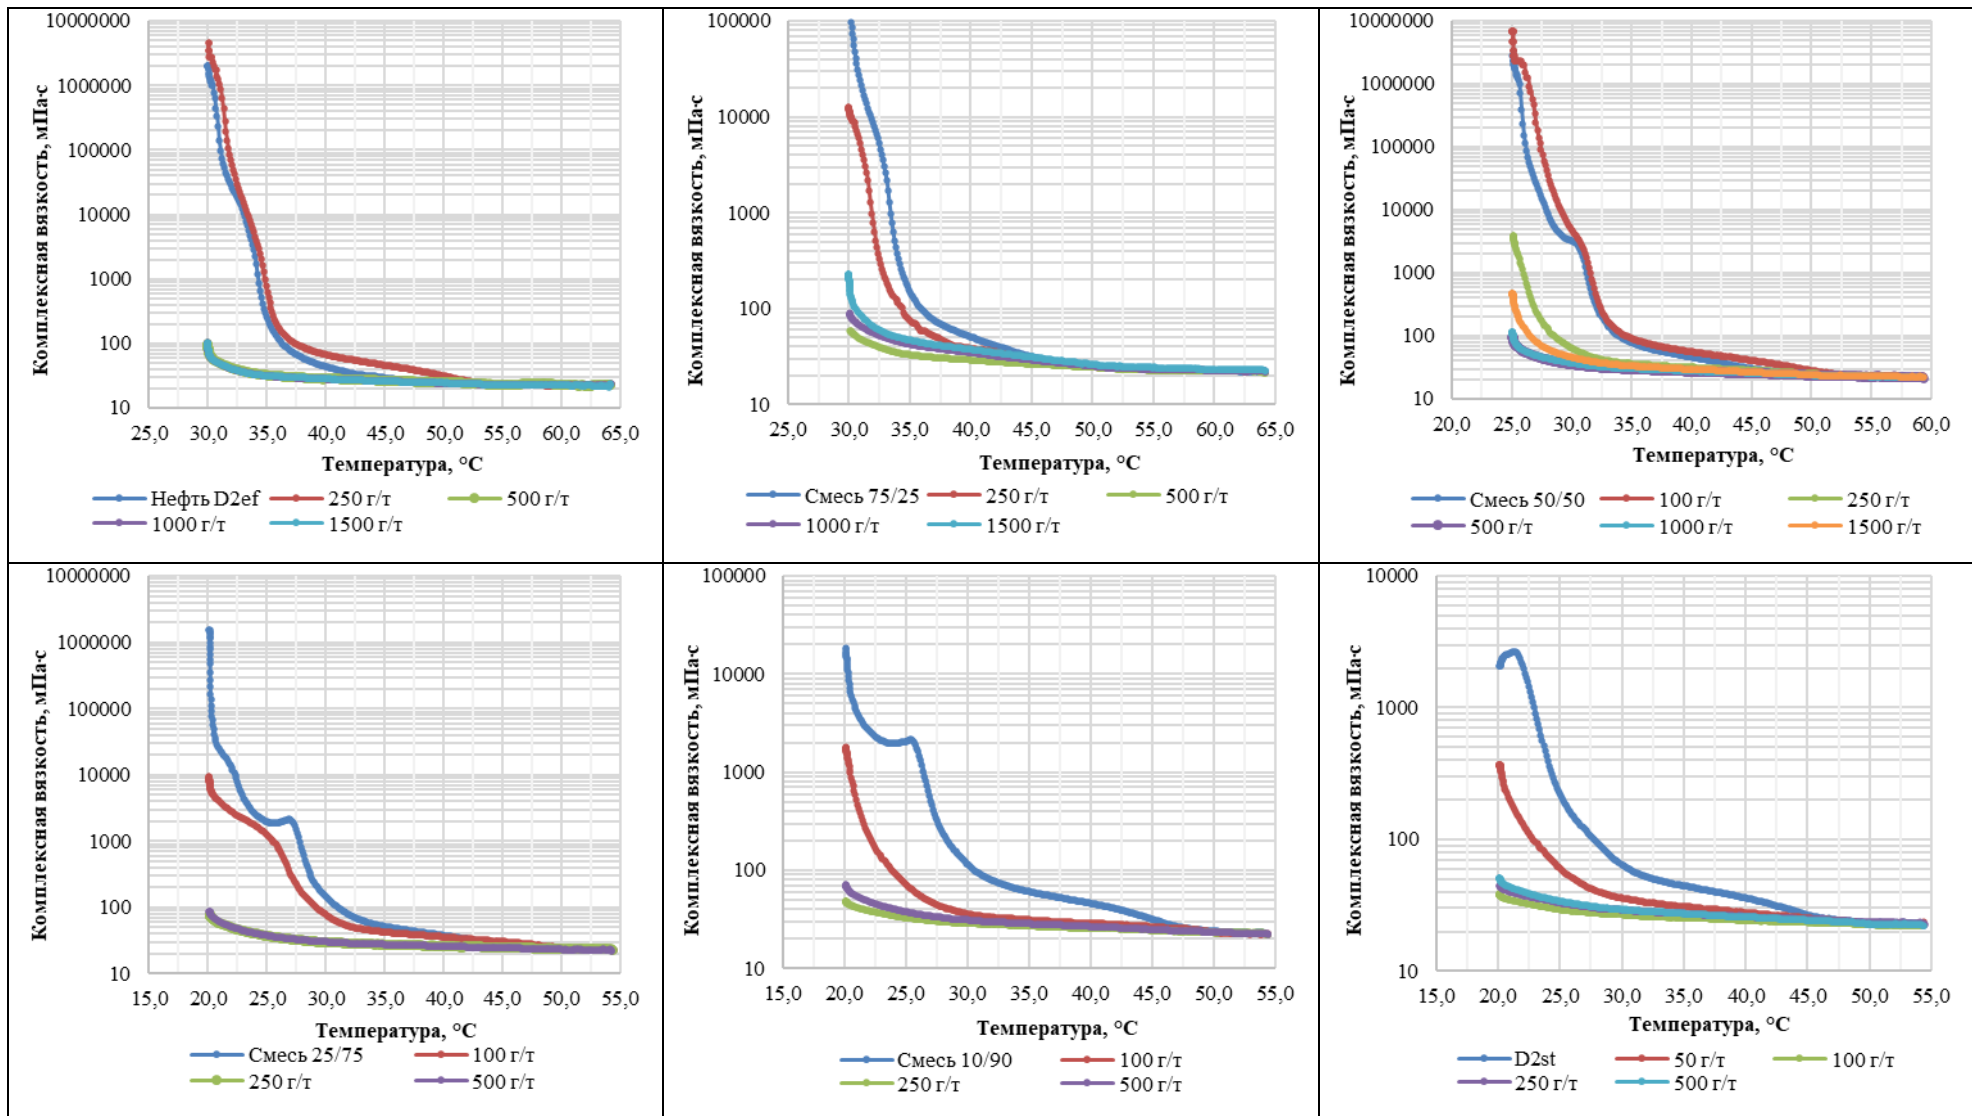 Комплексная вязкость, мПа·с
10000000
1000000
100000
10000
1000
100
10
25,0 30,0 35,0 40,0 45,0 50,0 55,0 60,0 65,0
Температура, °C
Нефть D2ef 250 г/т 500 г/т
1000 г/т 1500 г/т
Комплексная вязкость, мПа·с
100000
10000
1000
100
10
25,0 30,0 35,0 40,0 45,0 50,0 55,0 60,0 65,0
Температура, °C
Смесь 75/25 250 г/т 500 г/т
1000 г/т 1500 г/т
Комплексная вязкость, мПа·с
10000000
1000000
100000
10000
1000
100
10
20,0 25,0 30,0 35,0 40,0 45,0 50,0 55,0 60,0
Температура, °C
Смесь 50/50 100 г/т 250 г/т
500 г/т 1000 г/т 1500 г/т
Комплексная вязкость, мПа·с
10000000
1000000
100000
10000
1000
100
10
15,0 20,0 25,0 30,0 35,0 40,0 45,0 50,0 55,0
Температура, °C
Смесь 25/75 100 г/т
250 г/т 500 г/т
Комплексная вязкость, мПа·с
100000
10000
1000
100
10
15,0 20,0 25,0 30,0 35,0 40,0 45,0 50,0 55,0
Температура, °C
Смесь 10/90 100 г/т
250 г/т 500 г/т
Комплексная вязкость, мПа·с
10000
1000
100
10
15,0 20,0 25,0 30,0 35,0 40,0 45,0 50,0 55,0
Температура, °C
D2st 50 г/т 100 г/т
250 г/т 500 г/т